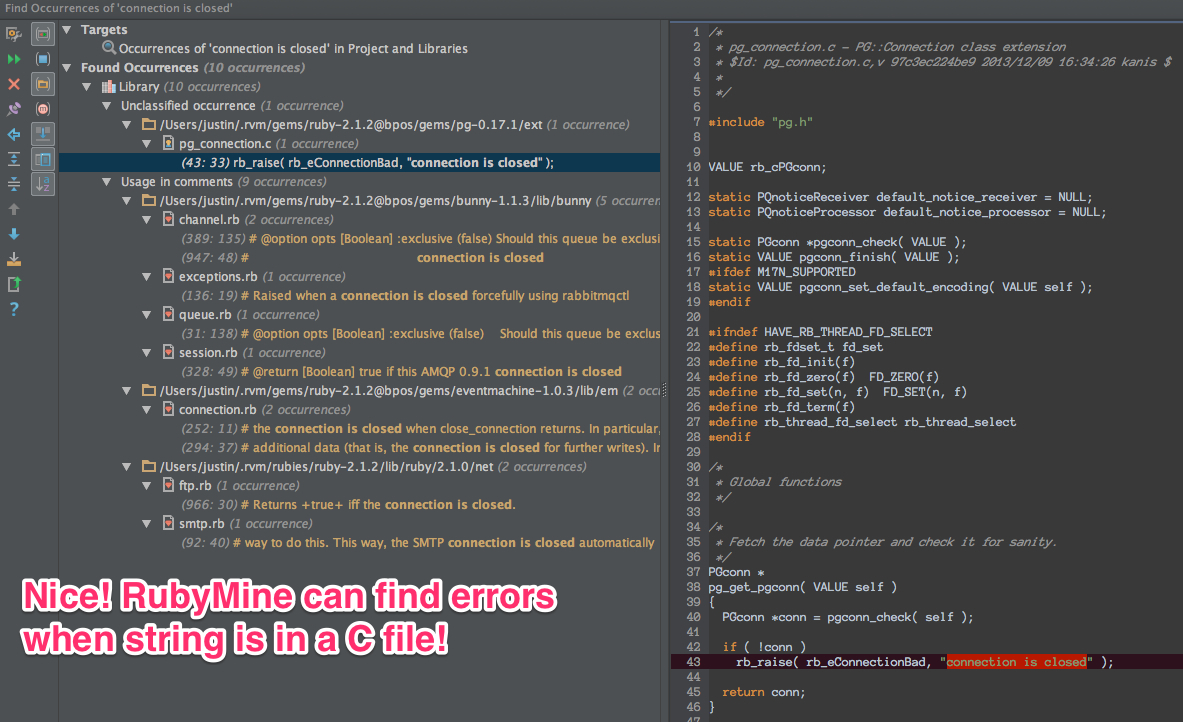 Find Occurrences of 'connection is closed'
Targets
Occurrences of 'connection is closed' in Project and Libraries
Found Occurrences (10 occurrences)
Library (10 occurrences)
Unclassified occurrence (1 occurrence)
/Users/justin/.rvm/gems/ruby-2.1.2@bpos/gems/pg-0.17.1/ext (1 occurrence)
pg_connection.c (1 occurrence)
(43: 33) rb_raise( rb_eConnectionBad, "connection is closed" );
Usage in comments (9 occurrences)
/Users/justin/.rvm/gems/ruby-2.1.2@bpos/gems/bunny-1.1.3/lib/bunny (5 occurren
channel.rb (2 occurrences)
(389: 135) # @option opts [Boolean] :exclusive (false) Should this queue be exclusi
(947: 48) # connection is closed
exceptions.rb (1 occurrence)
(136: 19) # Raised when a connection is closed forcefully using rabbitmqctl
queue.rb (1 occurrence)
(31: 138) # @option opts [Boolean] :exclusive (false) Should this queue be exclus
session.rb (1 occurrence)
(328: 49) # @return [Boolean] true if this AMQP 0.9.1 connection is closed
/Users/justin/.rvm/gems/ruby-2.1.2@bpos/gems/eventmachine-1.0.3/lib/em (2 occ
connection.rb (2 occurrences)
(252: 11) # the connection is closed when close_connection returns. In particular,
(294: 37) # additional data (that is, the connection is closed for further writes). I
/Users/justin/.rvm/rubies/ruby-2.1.2/lib/ruby/2.1.0/net (2 occurrences)
ftp.rb (1 occurrence)
(966: 30) # Returns +true+ iff the connection is closed.
smtp.rb (1 occurrence)
(92: 40) # way to do this. This way, the SMTP connection is closed automatically
Nice! RubyMine can find errors
when string is in a C file!
1 /*
2 * pg_connection.c - PG::Connection class extension
3 * $Id: pg_connection.c,v 97c3ec224be9 2013/12/09 16:34:26 kanis $
4 *
5 */
6
7 #include "pg.h"
8
9
10 VALUE rb_cPGconn;
11
12 static PQnoticeReceiver default_notice_receiver = NULL;
13 static PQnoticeProcessor default_notice_processor = NULL;
14
15 static PGconn *pgconn_check( VALUE );
16 static VALUE pgconn_finish( VALUE );
17 #ifdef M17N_SUPPORTED
18 static VALUE pgconn_set_default_encoding( VALUE self );
19 #endif
20
21 #ifndef HAVE_RB_THREAD_FD_SELECT
22 #define rb_fdset_t fd_set
23 #define rb_fd_init(f)
24 #define rb_fd_zero(f) FD_ZERO(f)
25 #define rb_fd_set(n, f) FD_SET(n, f)
26 #define rb_fd_term(f)
27 #define rb_thread_fd_select rb_thread_select
28 #endif
29
30 /*
31 * Global functions
32 */
33
34 /*
35 * Fetch the data pointer and check it for sanity.
36 */
37 PGconn *
38 pg_get_pgconn( VALUE self )
39 {
40 PGconn *conn = pgconn_check( self );
41
42 if ( !conn )
43 rb_raise( rb_eConnectionBad, "connection is closed" );
44
45 return conn;
46 }
47